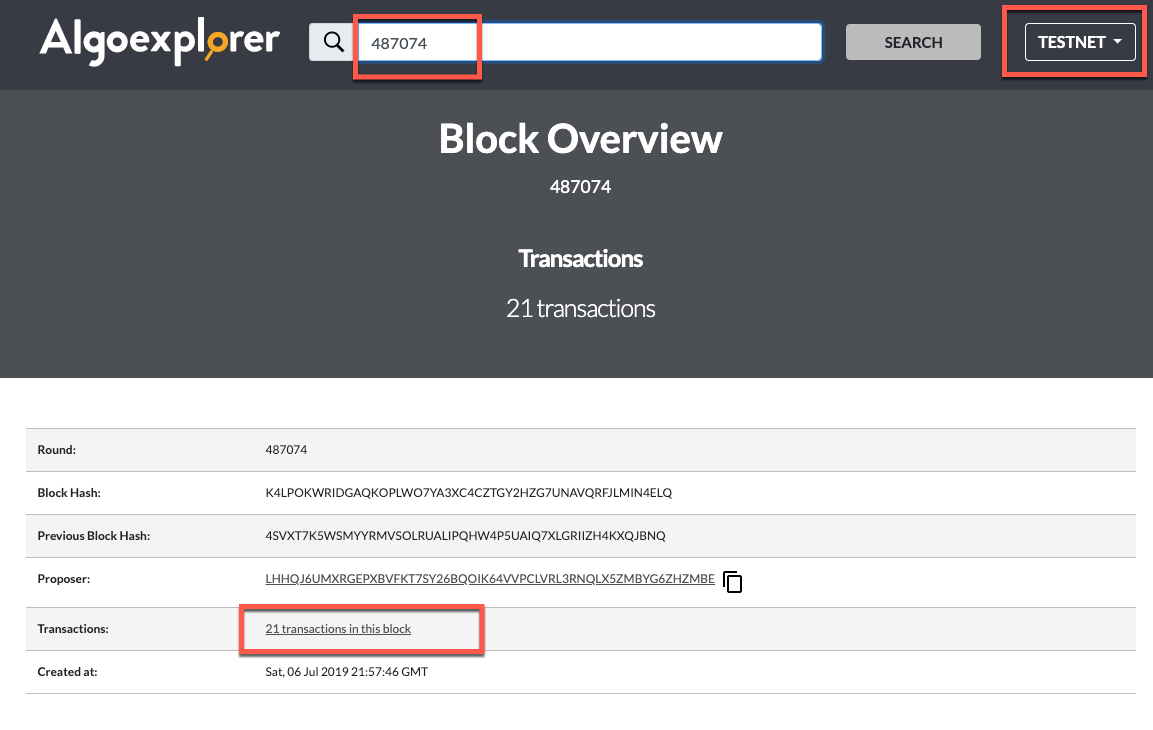 Algoexplorer 487074 SEARCH TESTNET
Block Overview
487074
Transactions
21 transactions
Round: 487074
Block Hash: K4LPOKWRIDGAQKOPLWO7YA3XC4CZTGY2HZG7UNAVQRFJLMIN4ELQ
Previous Block Hash: 4SVXT7K5WSMYYRMVSOLRUALIPQHW4P5UAIQ7XLGRIIZH4KXQJBNQ
Proposer: LHHQJ6UMXRGEPXBVFKT7SY26BQOIK64VVPCLVRL3RNQLX5ZMBYG6ZHZMBE
Transactions: 21 transactions in this block
Created at: Sat, 06 Jul 2019 21:57:46 GMT